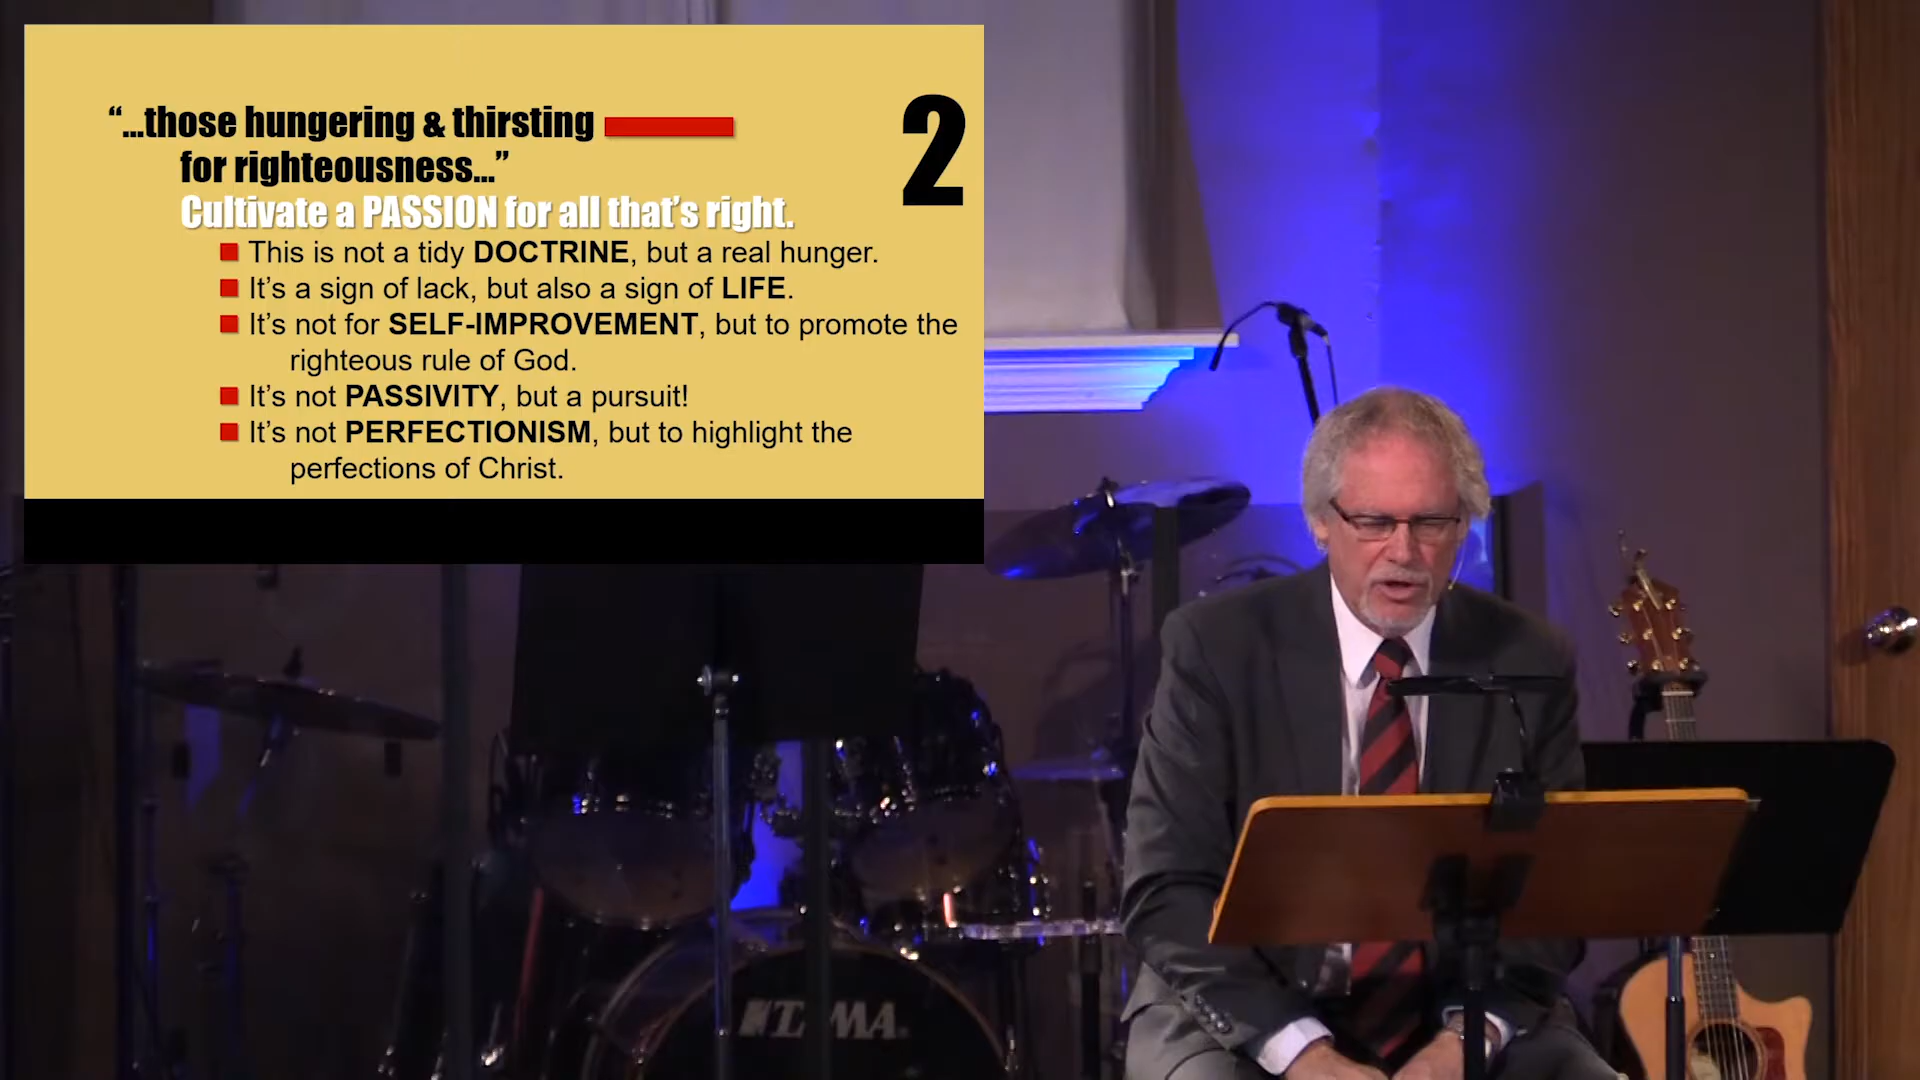 “...those hungering & thirsting
for righteousness...”
Cultivate a PASSION for all that’s right.
2
This is not a tidy DOCTRINE, but a real hunger.
It’s a sign of lack, but also a sign of LIFE.
It’s not for SELF-IMPROVEMENT, but to promote the
righteous rule of God.
It’s not PASSIVITY, but a pursuit!
It’s not PERFECTIONISM, but to highlight the
perfections of Christ.
TAMA